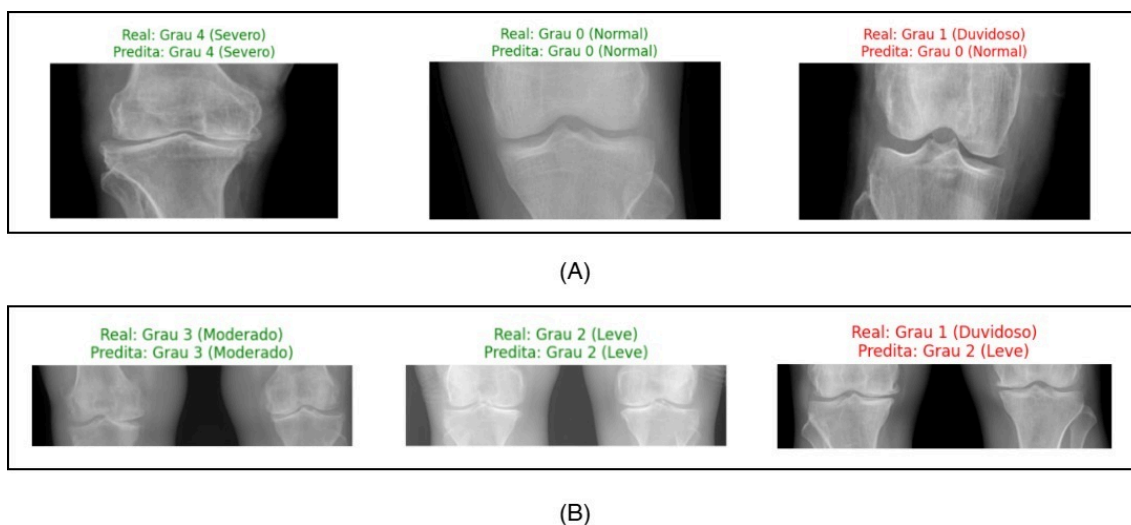 Real: Grau 4 (Severo)
Predita: Grau 4 (Severo)
Real: Grau 0 (Normal)
Predita: Grau 0 (Normal)
Real: Grau 1 (Duvidoso)
Predita: Grau 0 (Normal)
(A)
Real: Grau 3 (Moderado)
Predita: Grau 3 (Moderado)
Real: Grau 2 (Leve)
Predita: Grau 2 (Leve)
Real: Grau 1 (Duvidoso)
Predita: Grau 2 (Leve)
(B)